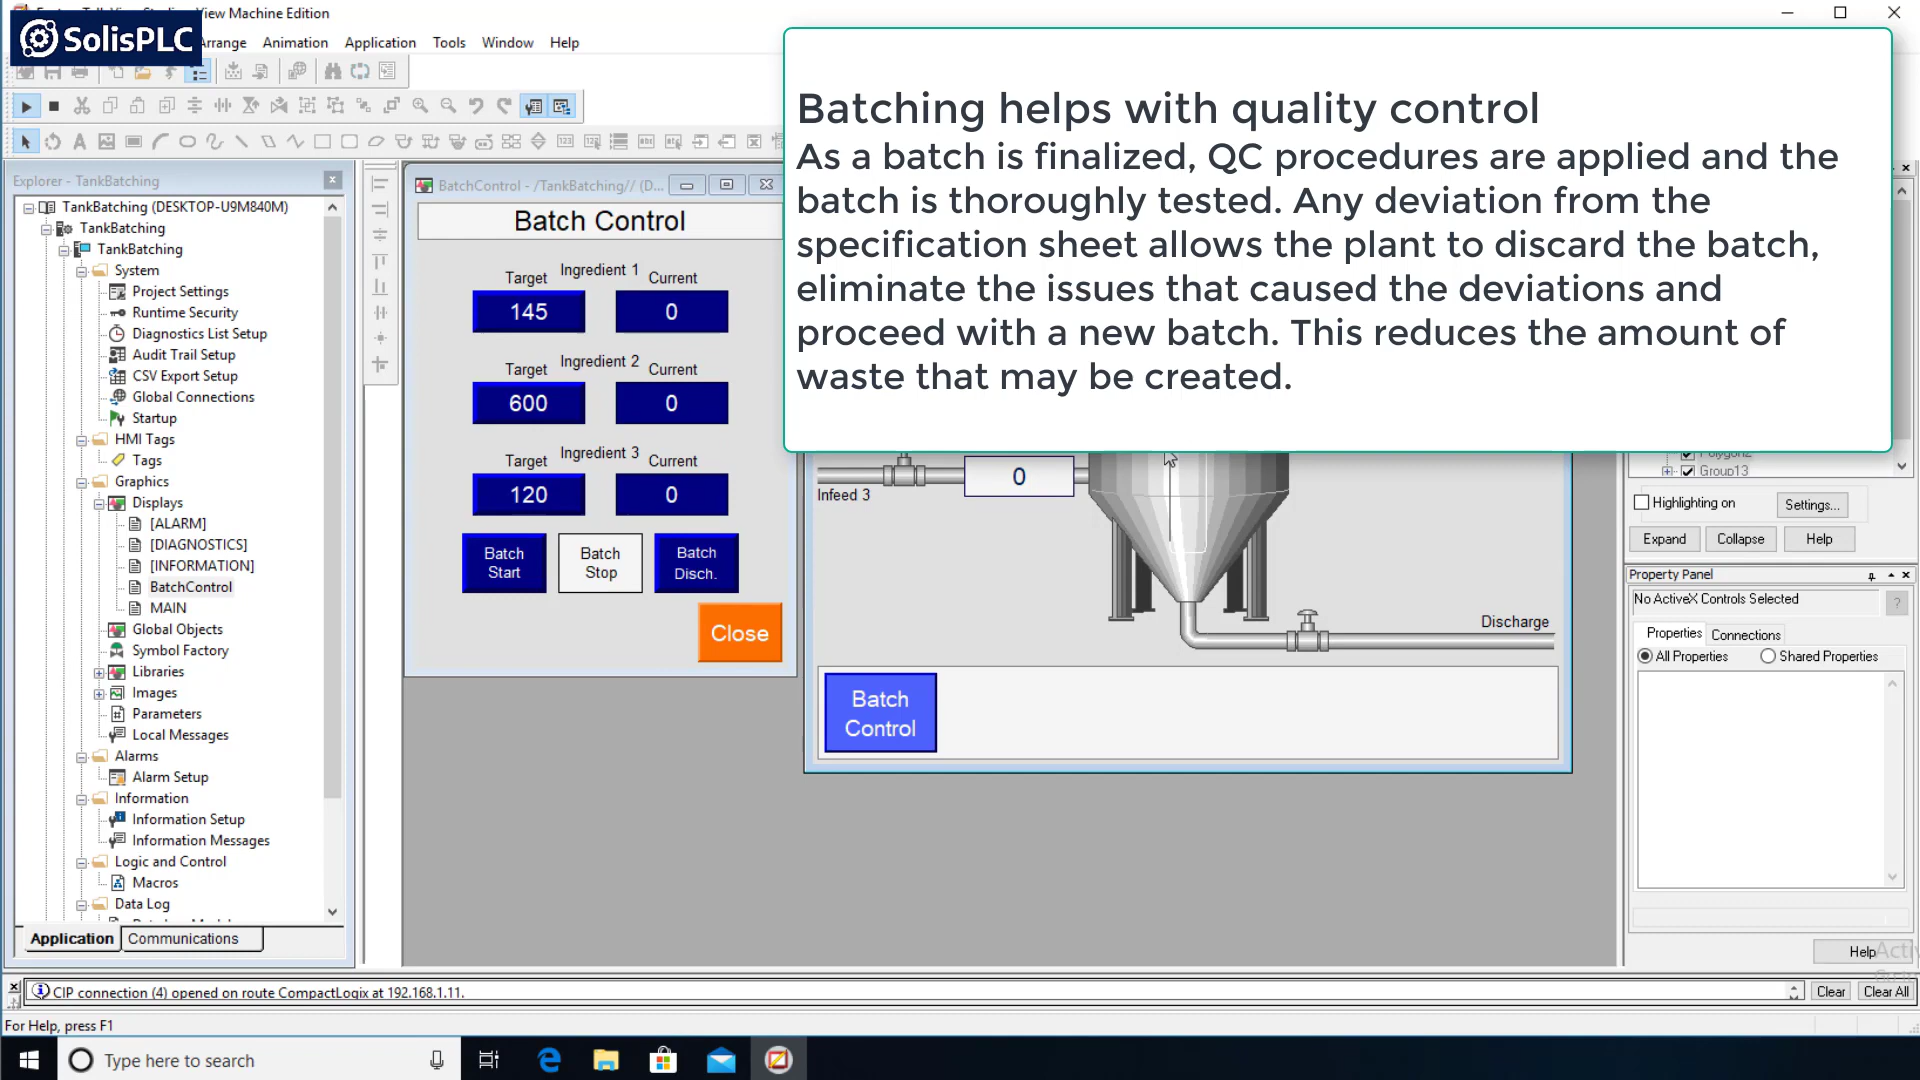 View Machine Edition
SolisPLC
Arrange Animation Application Tools Window Help
Batching helps with quality control
As a batch is finalized, QC procedures are applied and the
batch is thoroughly tested. Any deviation from the
specification sheet allows the plant to discard the batch,
eliminate the issues that caused the deviations and
proceed with a new batch. This reduces the amount of
waste that may be created.
Explorer - TankBatching
TankBatching (DESKTOP-U9M840M)
TankBatching
TankBatching
System
Project Settings
Runtime Security
Diagnostics List Setup
Audit Trail Setup
CSV Export Setup
Global Connections
Startup
HMI Tags
Tags
Graphics
Displays
[ALARM]
[DIAGNOSTICS]
[INFORMATION]
BatchControl
MAIN
Global Objects
Symbol Factory
Libraries
Images
Parameters
Local Messages
Alarms
Alarm Setup
Information
Information Setup
Information Messages
Logic and Control
Macros
Data Log
Application Communications
BatchControl - /TankBatching// (D...
Batch Control
Target Ingredient 1 Current
145 0
Target Ingredient 2 Current
600 0
Target Ingredient 3 Current
120 0
Batch Start
Batch Stop
Batch Disch.
Close
0
Infeed 3
Discharge
Batch
Control
Polygon2
Group13
Highlighting on Settings...
Expand Collapse Help
Property Panel
No ActiveX Controls Selected ?
Properties Connections
All Properties Shared Properties
Help
CIP connection (4) opened on route CompactLogix at 192.168.1.11.
Clear Clear All
For Help, press F1
Type here to search